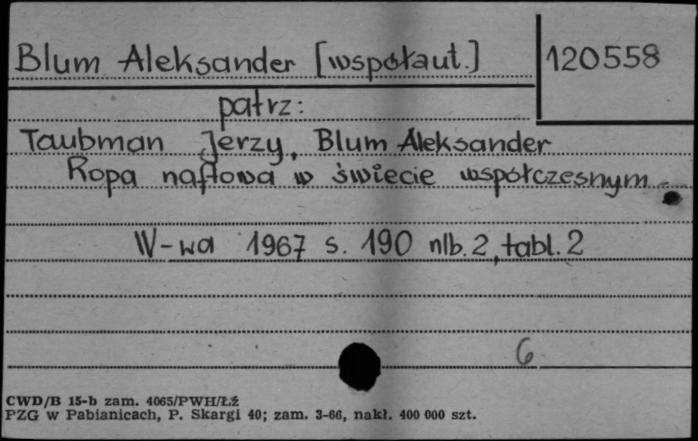 Blum Aleksander [współaut.] 120558
patrz:
Taubman Jerzy, Blum Aleksander
Ropa naftowa w świecie współczesnym
W-wa 1967 s. 190 nlb. 2, tabl. 2
6
CWD/B 15-b zam. 4065/PWH/ŁŻ
PZG w Pabianicach, P. Skargi 40; zam. 3-66, nakł. 400 000 szt.